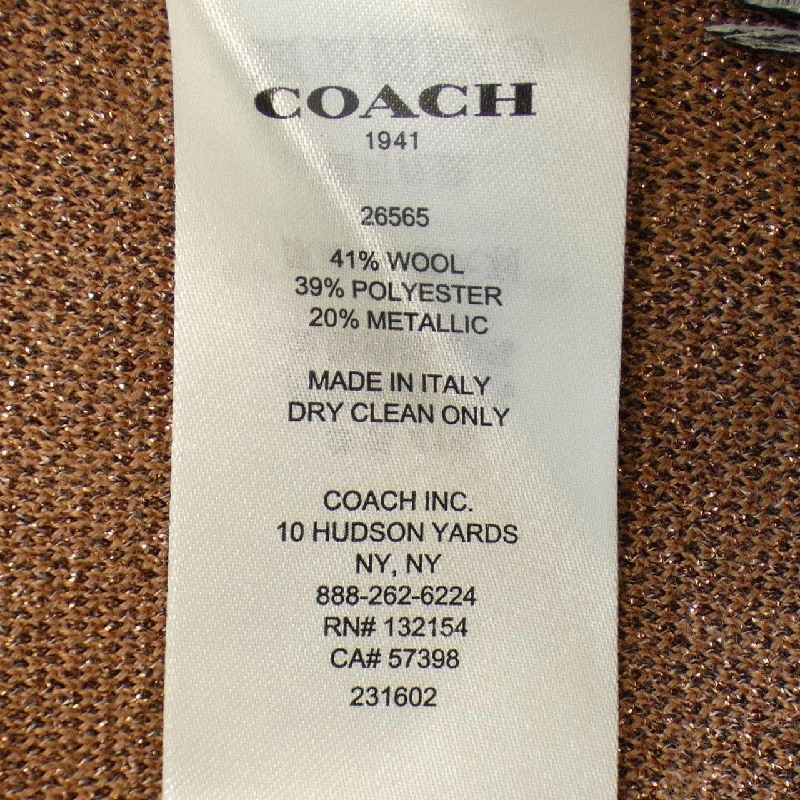 COACH
1941
26565
41% WOOL
39% POLYESTER
20% METALLIC
MADE IN ITALY
DRY CLEAN ONLY
COACH INC.
10 HUDSON YARDS
NY, NY
888-262-6224
RN# 132154
CA# 57398
231602